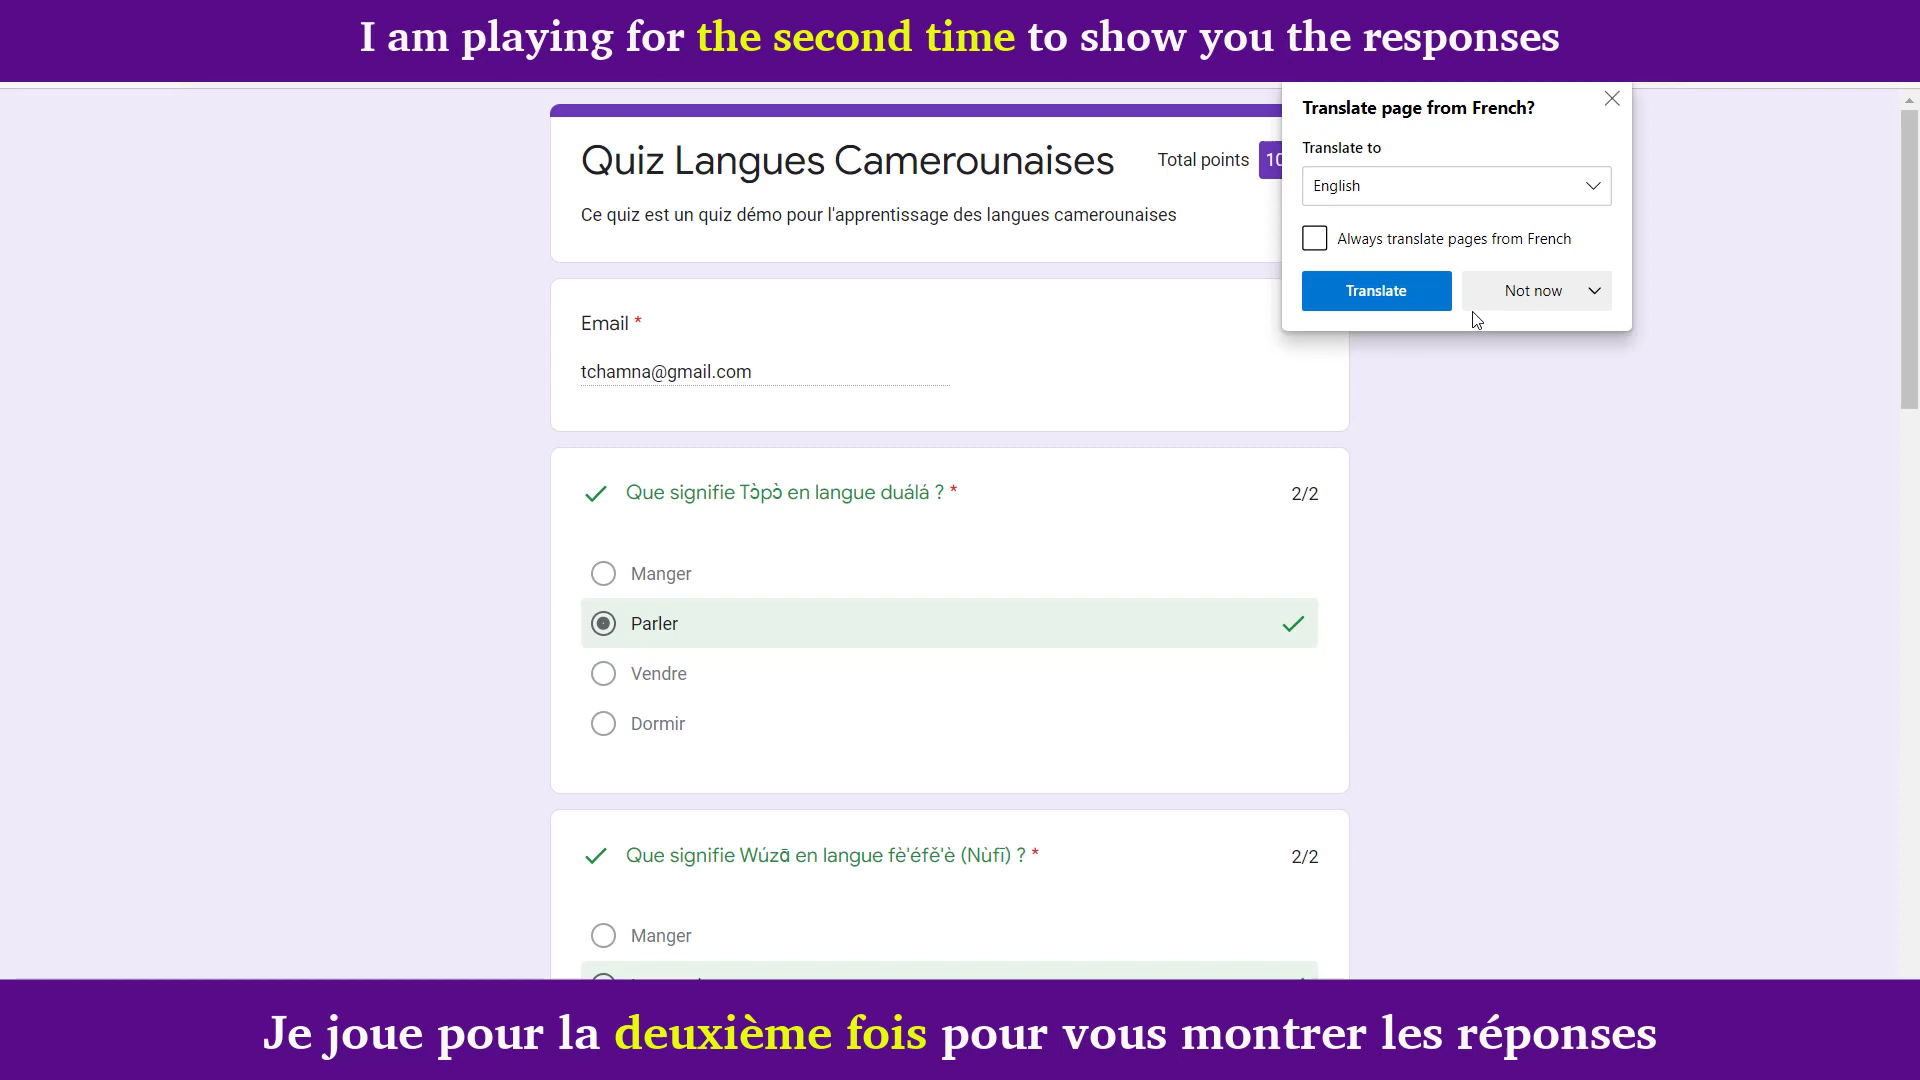 I am playing for the second time to show you the responses
Translate page from French?
Quiz Langues Camerounaises
Total points 10
Translate to
English
Ce quiz est un quiz démo pour l'apprentissage des langues camerounaises
Always translate pages from French
Translate
Not now
Email *
tchamna@gmail.com
Que signifie Tɔ̀pɔ̀ en langue duálá ? *
2/2
Manger
Parler
Vendre
Dormir
Que signifie Wúzɑ̄ en langue fè'éfě'è (Nùfī) ? *
2/2
Manger
Je joue pour la deuxième fois pour vous montrer les réponses